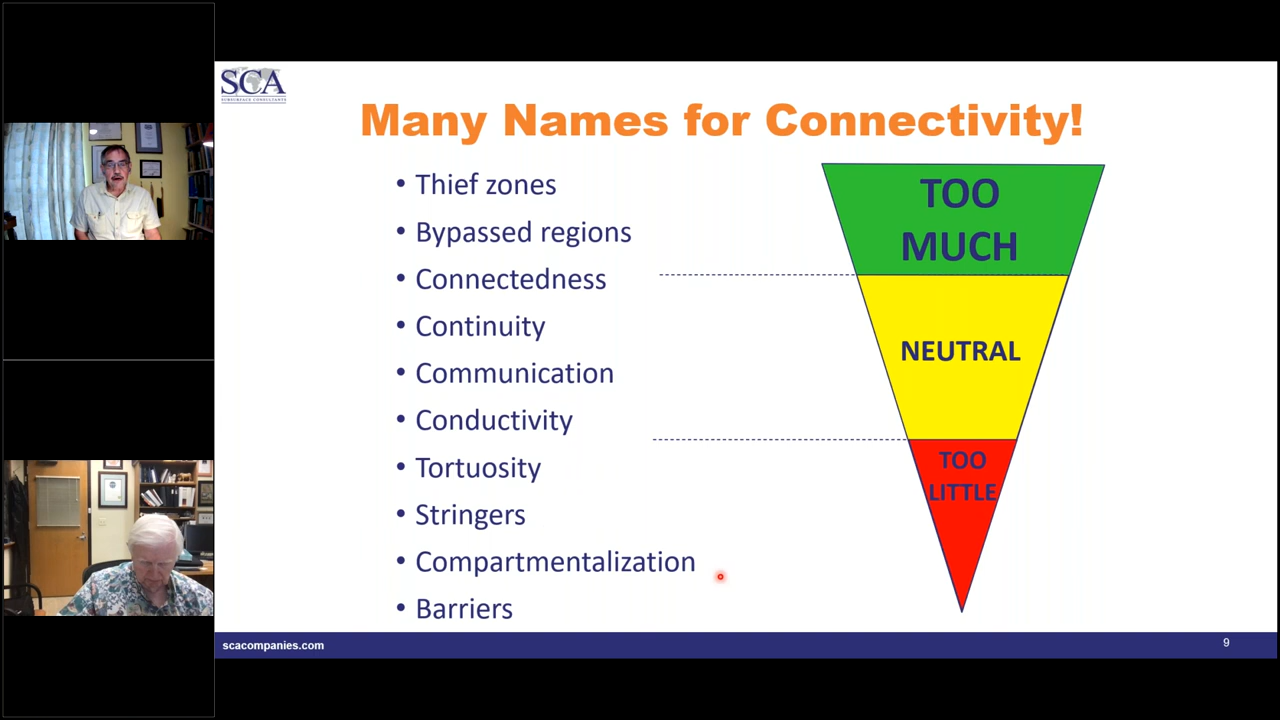 SCA
SUBSURFACE CONSULTANTS
Many Names for Connectivity!
• Thief zones
• Bypassed regions
• Connectedness
• Continuity
• Communication
• Conductivity
• Tortuosity
• Stringers
• Compartmentalization
• Barriers
TOO
MUCH
NEUTRAL
TOO
LITTLE
scacompanies.com
9